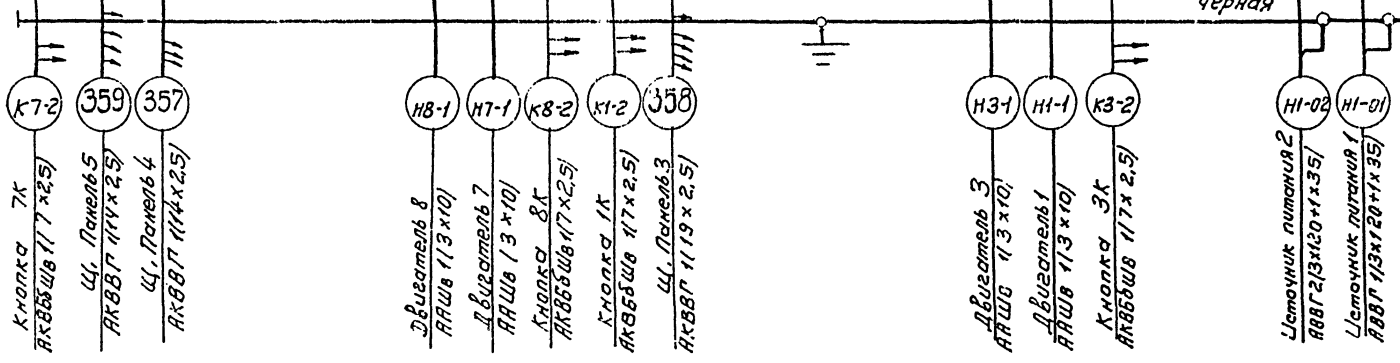 черная
К7-2
359
357
Н8-1
Н7-1
К8-2
К1-2
358
Н3-1
Н1-1
К3-2
Н1-02
Н1-01
Кнопка 7К
АКВБбШв 1/7×2,5/
Щ. Панель 5
АКВВГ 1/14×2,5/
Щ. Панель 4
АКВВГ 1/14×2,5/
Двигатель 8
ААШв 1/3×10/
Двигатель 7
ААШв 1/3×10/
Кнопка 8К
АКВБбШв 1/7×2,5/
Кнопка 1К
АКВБбШв 1/7×2,5/
Щ. Панель 3
АКВВГ 1/19×2,5/
Двигатель 3
ААШв 1/3×10/
Двигатель 1
ААШв 1/3×10/
Кнопка 3К
АКВБбШв 1/7×2,5/
Источник питания 2
АВВГ 2/3×120+1×35/
Источник питания 1
АВВГ 1/3×120+1×35/